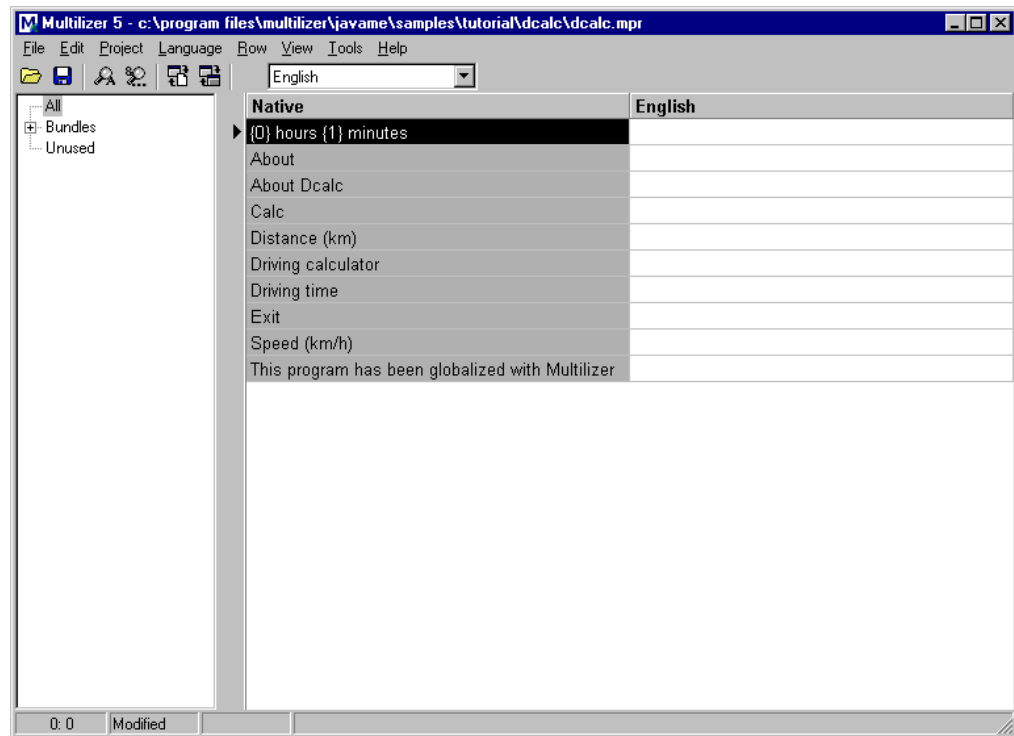 Multilizer 5 - c:\program files\multilizer\javame\samples\tutorial\dcalc\dcalc.mpr
File Edit Project Language Row View Tools Help
English
All
Bundles
Unused
Native English
{0} hours {1} minutes
About
About Dcalc
Calc
Distance (km)
Driving calculator
Driving time
Exit
Speed (km/h)
This program has been globalized with Multilizer
0: 0 Modified